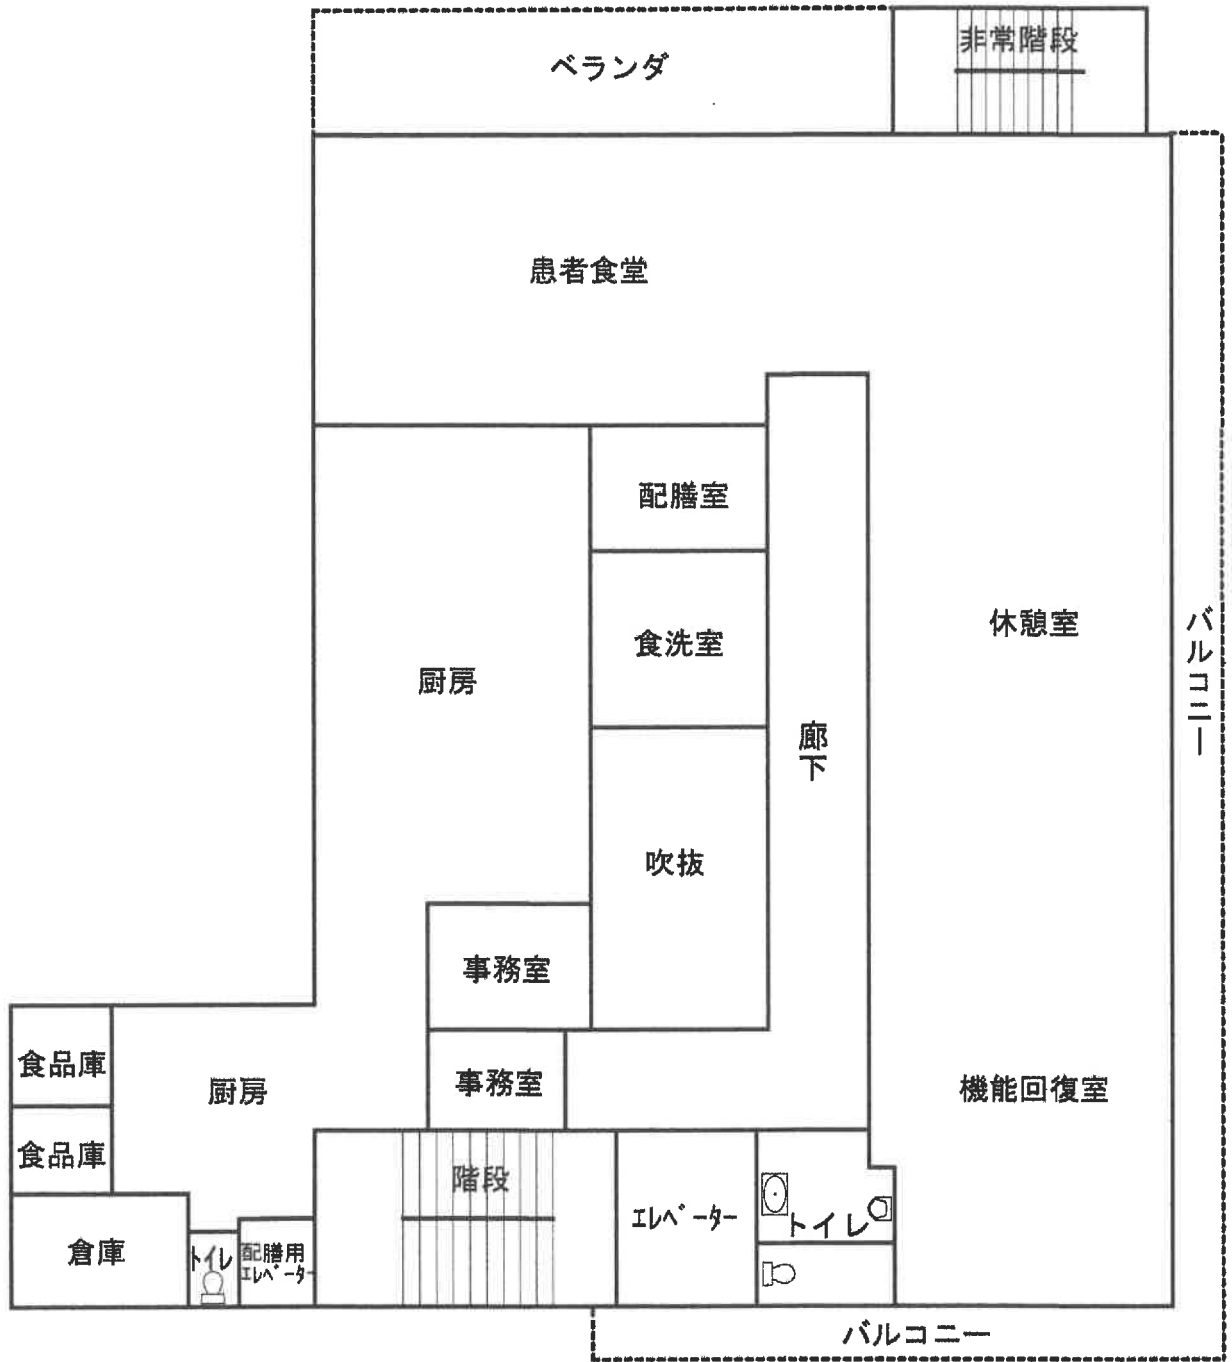 非常階段
ベランダ
患者食堂
配膳室
食洗室
厨房
休憩室
バルコニー
廊下
吹抜
事務室
事務室
食品庫
厨房
機能回復室
食品庫
階段
エレベーター
トイレ
倉庫
トイレ
配膳用
エレベーター
バルコニー